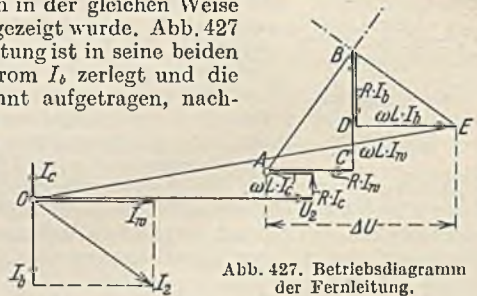 n in der gleichen Weise
gezeigt wurde. Abb. 427
tung ist in seine beiden
rom I_b zerlegt und die
nnt aufgetragen, nach-
B
R·I_b
D
ωL·I_b
E
A
C
ωL·I_w
R·I_w
ωL·I_c
R·I_c
U_2
I_c
O
I_w
ΔU
I_b
I_2
Abb. 427. Betriebsdiagramm
der Fernleitung.